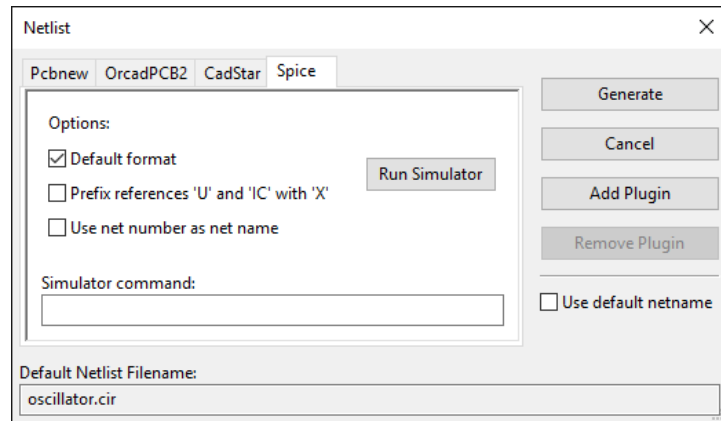 Netlist
Pcbnew OrcadPCB2 CadStar Spice
Options:
Default format
Prefix references 'U' and 'IC' with 'X'
Use net number as net name
Run Simulator
Simulator command:
Generate
Cancel
Add Plugin
Remove Plugin
Use default netname
Default Netlist Filename:
oscillator.cir